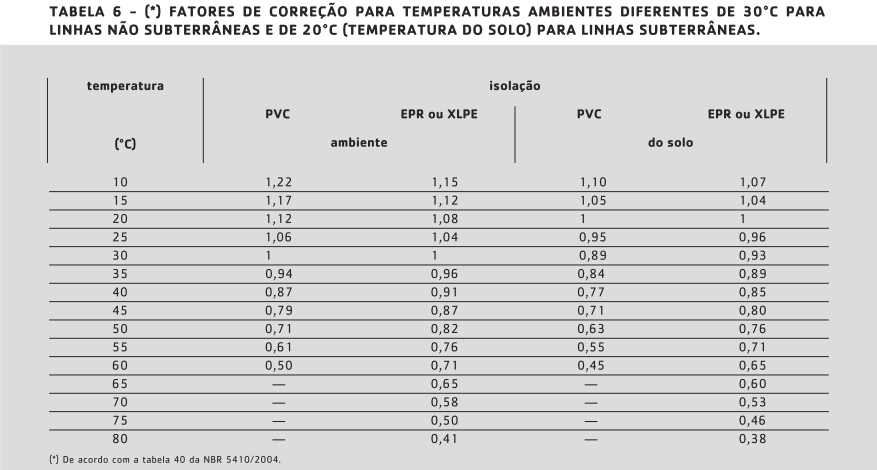 TABELA 6 – (*) FATORES DE CORREÇÃO PARA TEMPERATURAS AMBIENTES DIFERENTES DE 30°C PARA
LINHAS NÃO SUBTERRÂNEAS E DE 20°C (TEMPERATURA DO SOLO) PARA LINHAS SUBTERRÂNEAS.
temperatura isolação
PVC EPR ou XLPE PVC EPR ou XLPE
(°C) ambiente do solo
10 1,22 1,15 1,10 1,07
15 1,17 1,12 1,05 1,04
20 1,12 1,08 1 1
25 1,06 1,04 0,95 0,96
30 1 1 0,89 0,93
35 0,94 0,96 0,84 0,89
40 0,87 0,91 0,77 0,85
45 0,79 0,87 0,71 0,80
50 0,71 0,82 0,63 0,76
55 0,61 0,76 0,55 0,71
60 0,50 0,71 0,45 0,65
65 — 0,65 — 0,60
70 — 0,58 — 0,53
75 — 0,50 — 0,46
80 — 0,41 — 0,38
(*) De acordo com a tabela 40 da NBR 5410/2004.